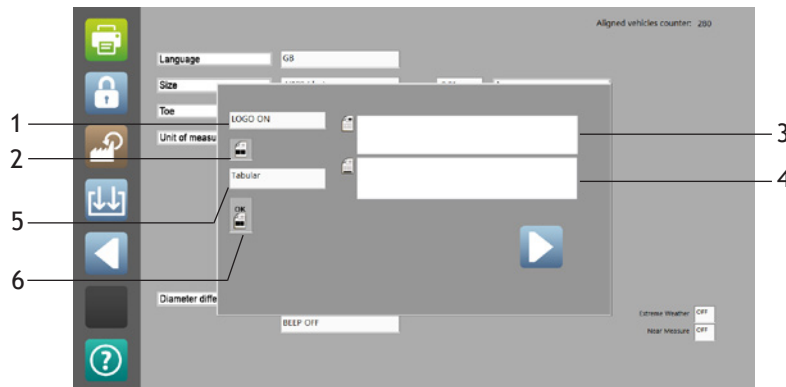 Aligned vehicles counter: 280
Language
GB
Size
Toe
1
LOGO ON
3
Unit of measu
2
Tabular
4
5
OK
6
Diameter diffe
BEEP OFF
Extreme Weather OFF
Near Measure OFF
?